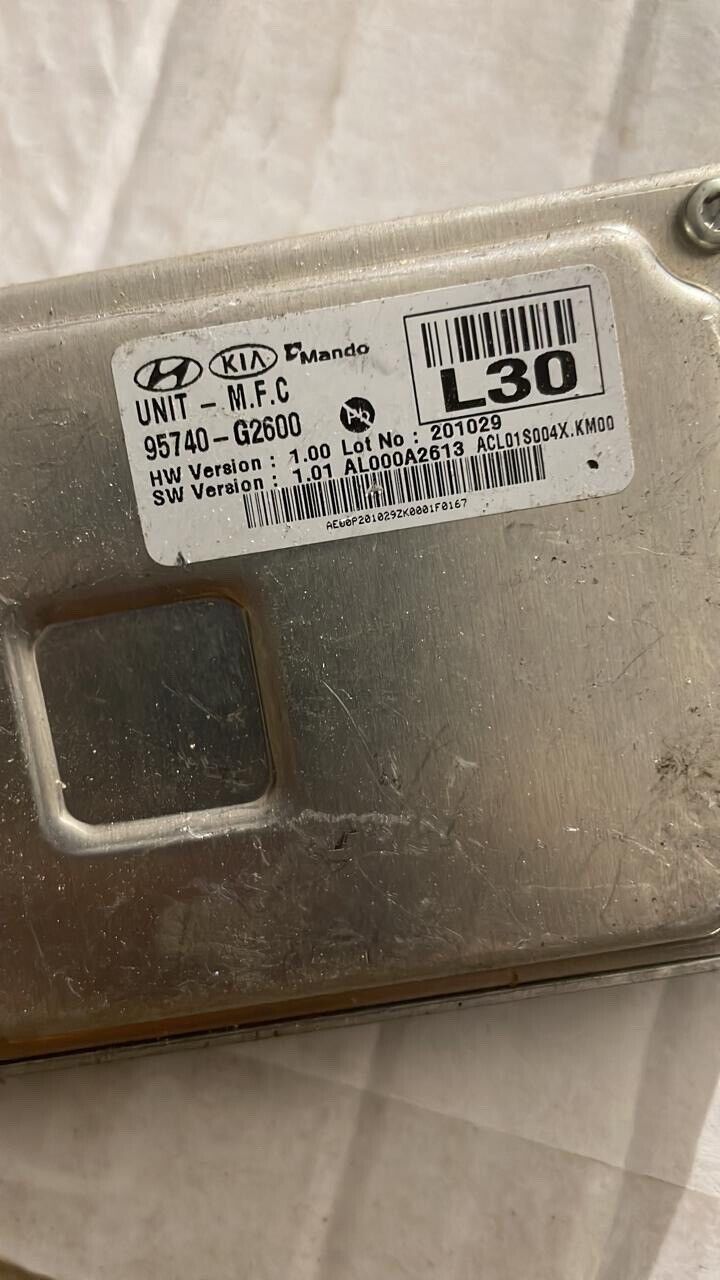 KIA Mando
L30
UNIT - M.F.C
95740-G2600
HW Version : 1.00 Lot No : 201029
SW Version : 1.01 AL000A2613 ACL01S004X.KM00